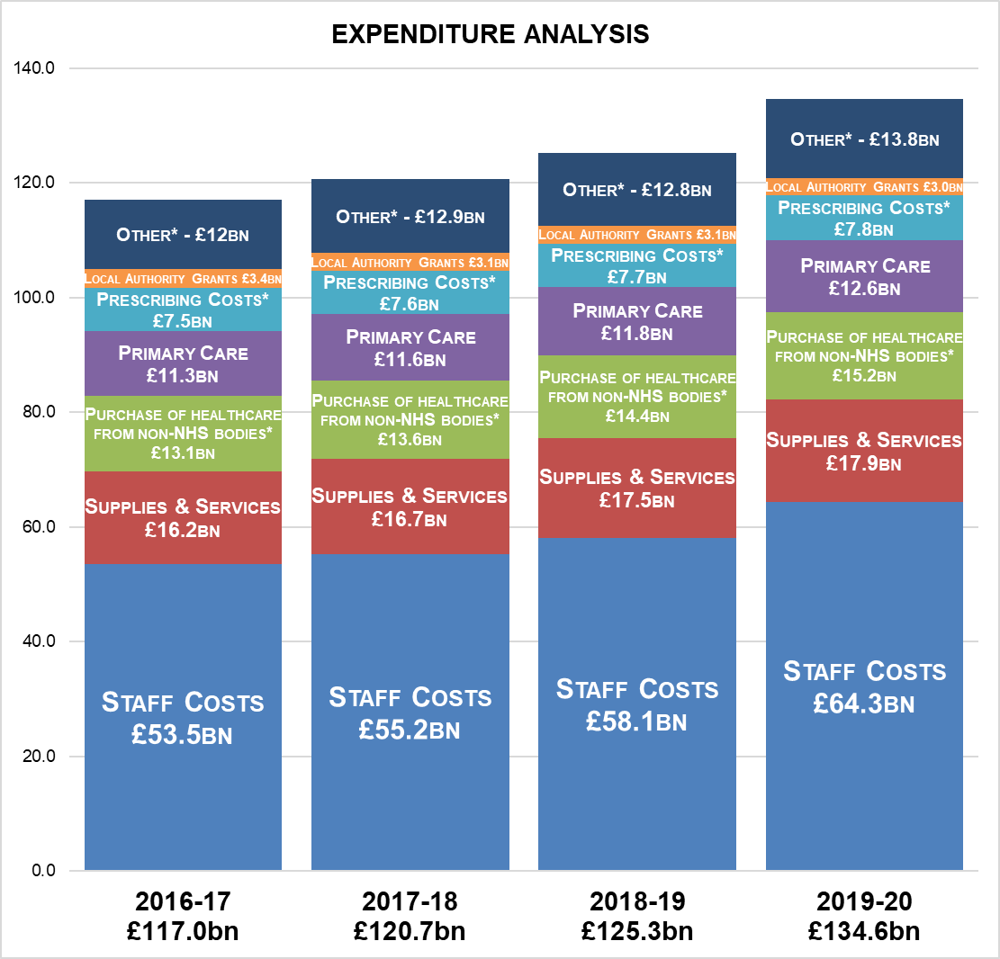 EXPENDITURE ANALYSIS
140.0
120.0
100.0
80.0
60.0
40.0
20.0
0.0
OTHER* - £12BN
LOCAL AUTHORITY GRANTS £3.4BN
PRESCRIBING COSTS*
£7.5BN
PRIMARY CARE
£11.3BN
PURCHASE OF HEALTHCARE
FROM NON-NHS BODIES*
£13.1BN
SUPPLIES & SERVICES
£16.2BN
STAFF COSTS
£53.5BN
OTHER* - £12.9BN
LOCAL AUTHORITY GRANTS £3.1BN
PRESCRIBING COSTS*
£7.6BN
PRIMARY CARE
£11.6BN
PURCHASE OF HEALTHCARE
FROM NON-NHS BODIES*
£13.6BN
SUPPLIES & SERVICES
£16.7BN
STAFF COSTS
£55.2BN
OTHER* - £12.8BN
LOCAL AUTHORITY GRANTS £3.1BN
PRESCRIBING COSTS*
£7.7BN
PRIMARY CARE
£11.8BN
PURCHASE OF HEALTHCARE
FROM NON-NHS BODIES*
£14.4BN
SUPPLIES & SERVICES
£17.5BN
STAFF COSTS
£58.1BN
OTHER* - £13.8BN
LOCAL AUTHORITY GRANTS £3.0BN
PRESCRIBING COSTS*
£7.8BN
PRIMARY CARE
£12.6BN
PURCHASE OF HEALTHCARE
FROM NON-NHS BODIES*
£15.2BN
SUPPLIES & SERVICES
£17.9BN
STAFF COSTS
£64.3BN
2016-17
£117.0bn
2017-18
£120.7bn
2018-19
£125.3bn
2019-20
£134.6bn